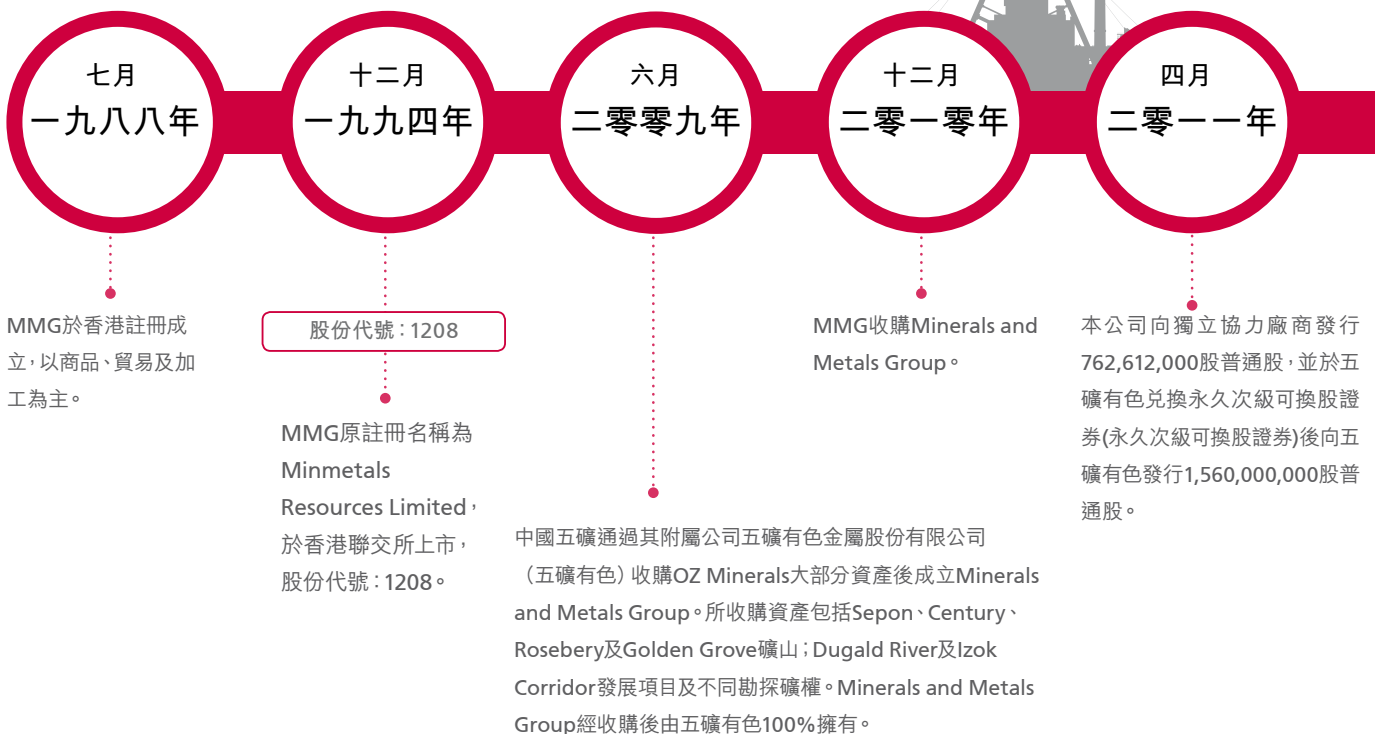 七月
一九八八年
十二月
一九九四年
六月
二零零九年
十二月
二零一零年
四月
二零一一年
MMG於香港註冊成
立，以商品、貿易及加
工為主。
股份代號：1208
MMG原註冊名稱為
Minmetals
Resources Limited，
於香港聯交所上市，
股份代號：1208。
中國五礦通過其附屬公司五礦有色金屬股份有限公司
（五礦有色）收購OZ Minerals大部分資產後成立Minerals
and Metals Group。所收購資產包括Sepon、Century、
Rosebery及Golden Grove礦山；Dugald River及Izok
Corridor發展項目及不同勘探礦權。Minerals and Metals
Group經收購後由五礦有色100%擁有。
MMG收購Minerals and
Metals Group。
本公司向獨立協力廠商發行
762,612,000股普通股，並於五
礦有色兑換永久次級可換股證
券(永久次級可換股證券)後向五
礦有色發行1,560,000,000股普
通股。